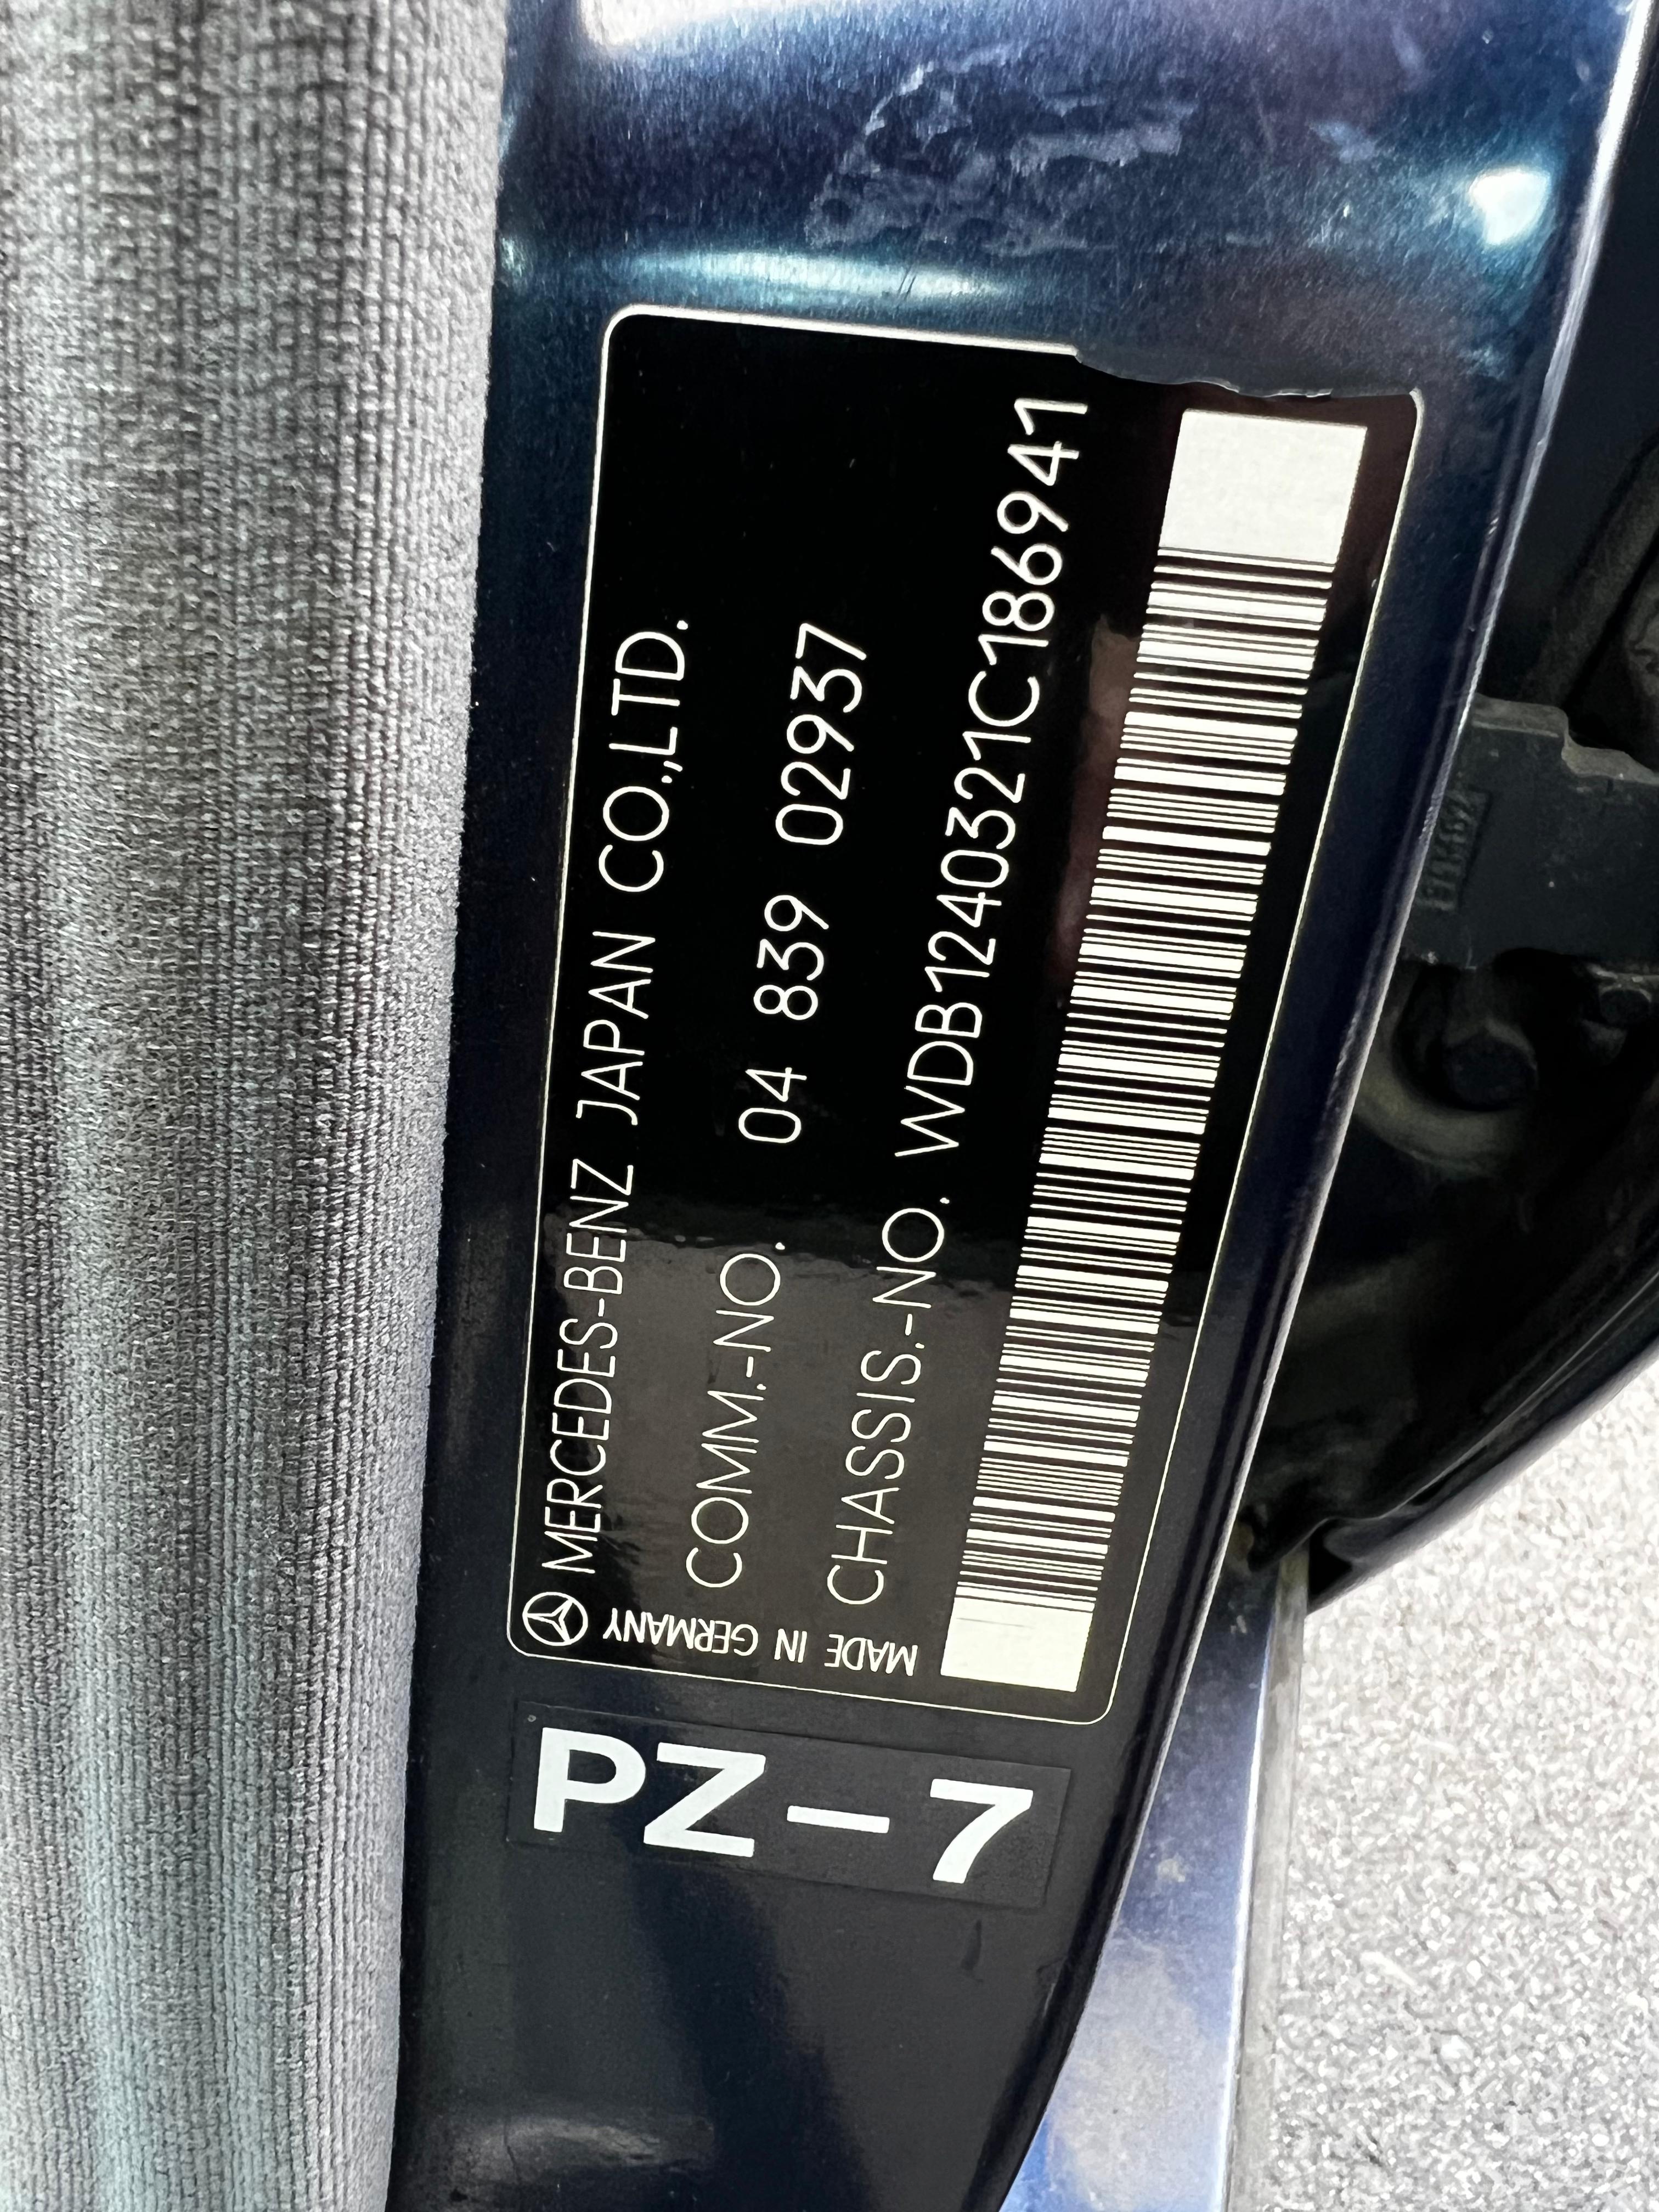 MERCEDES-BENZ JAPAN CO.,LTD.
COMM.-NO. 04 839 02937
CHASSIS.-NO. WDB1240321C186941
MADE IN GERMANY
PZ-7